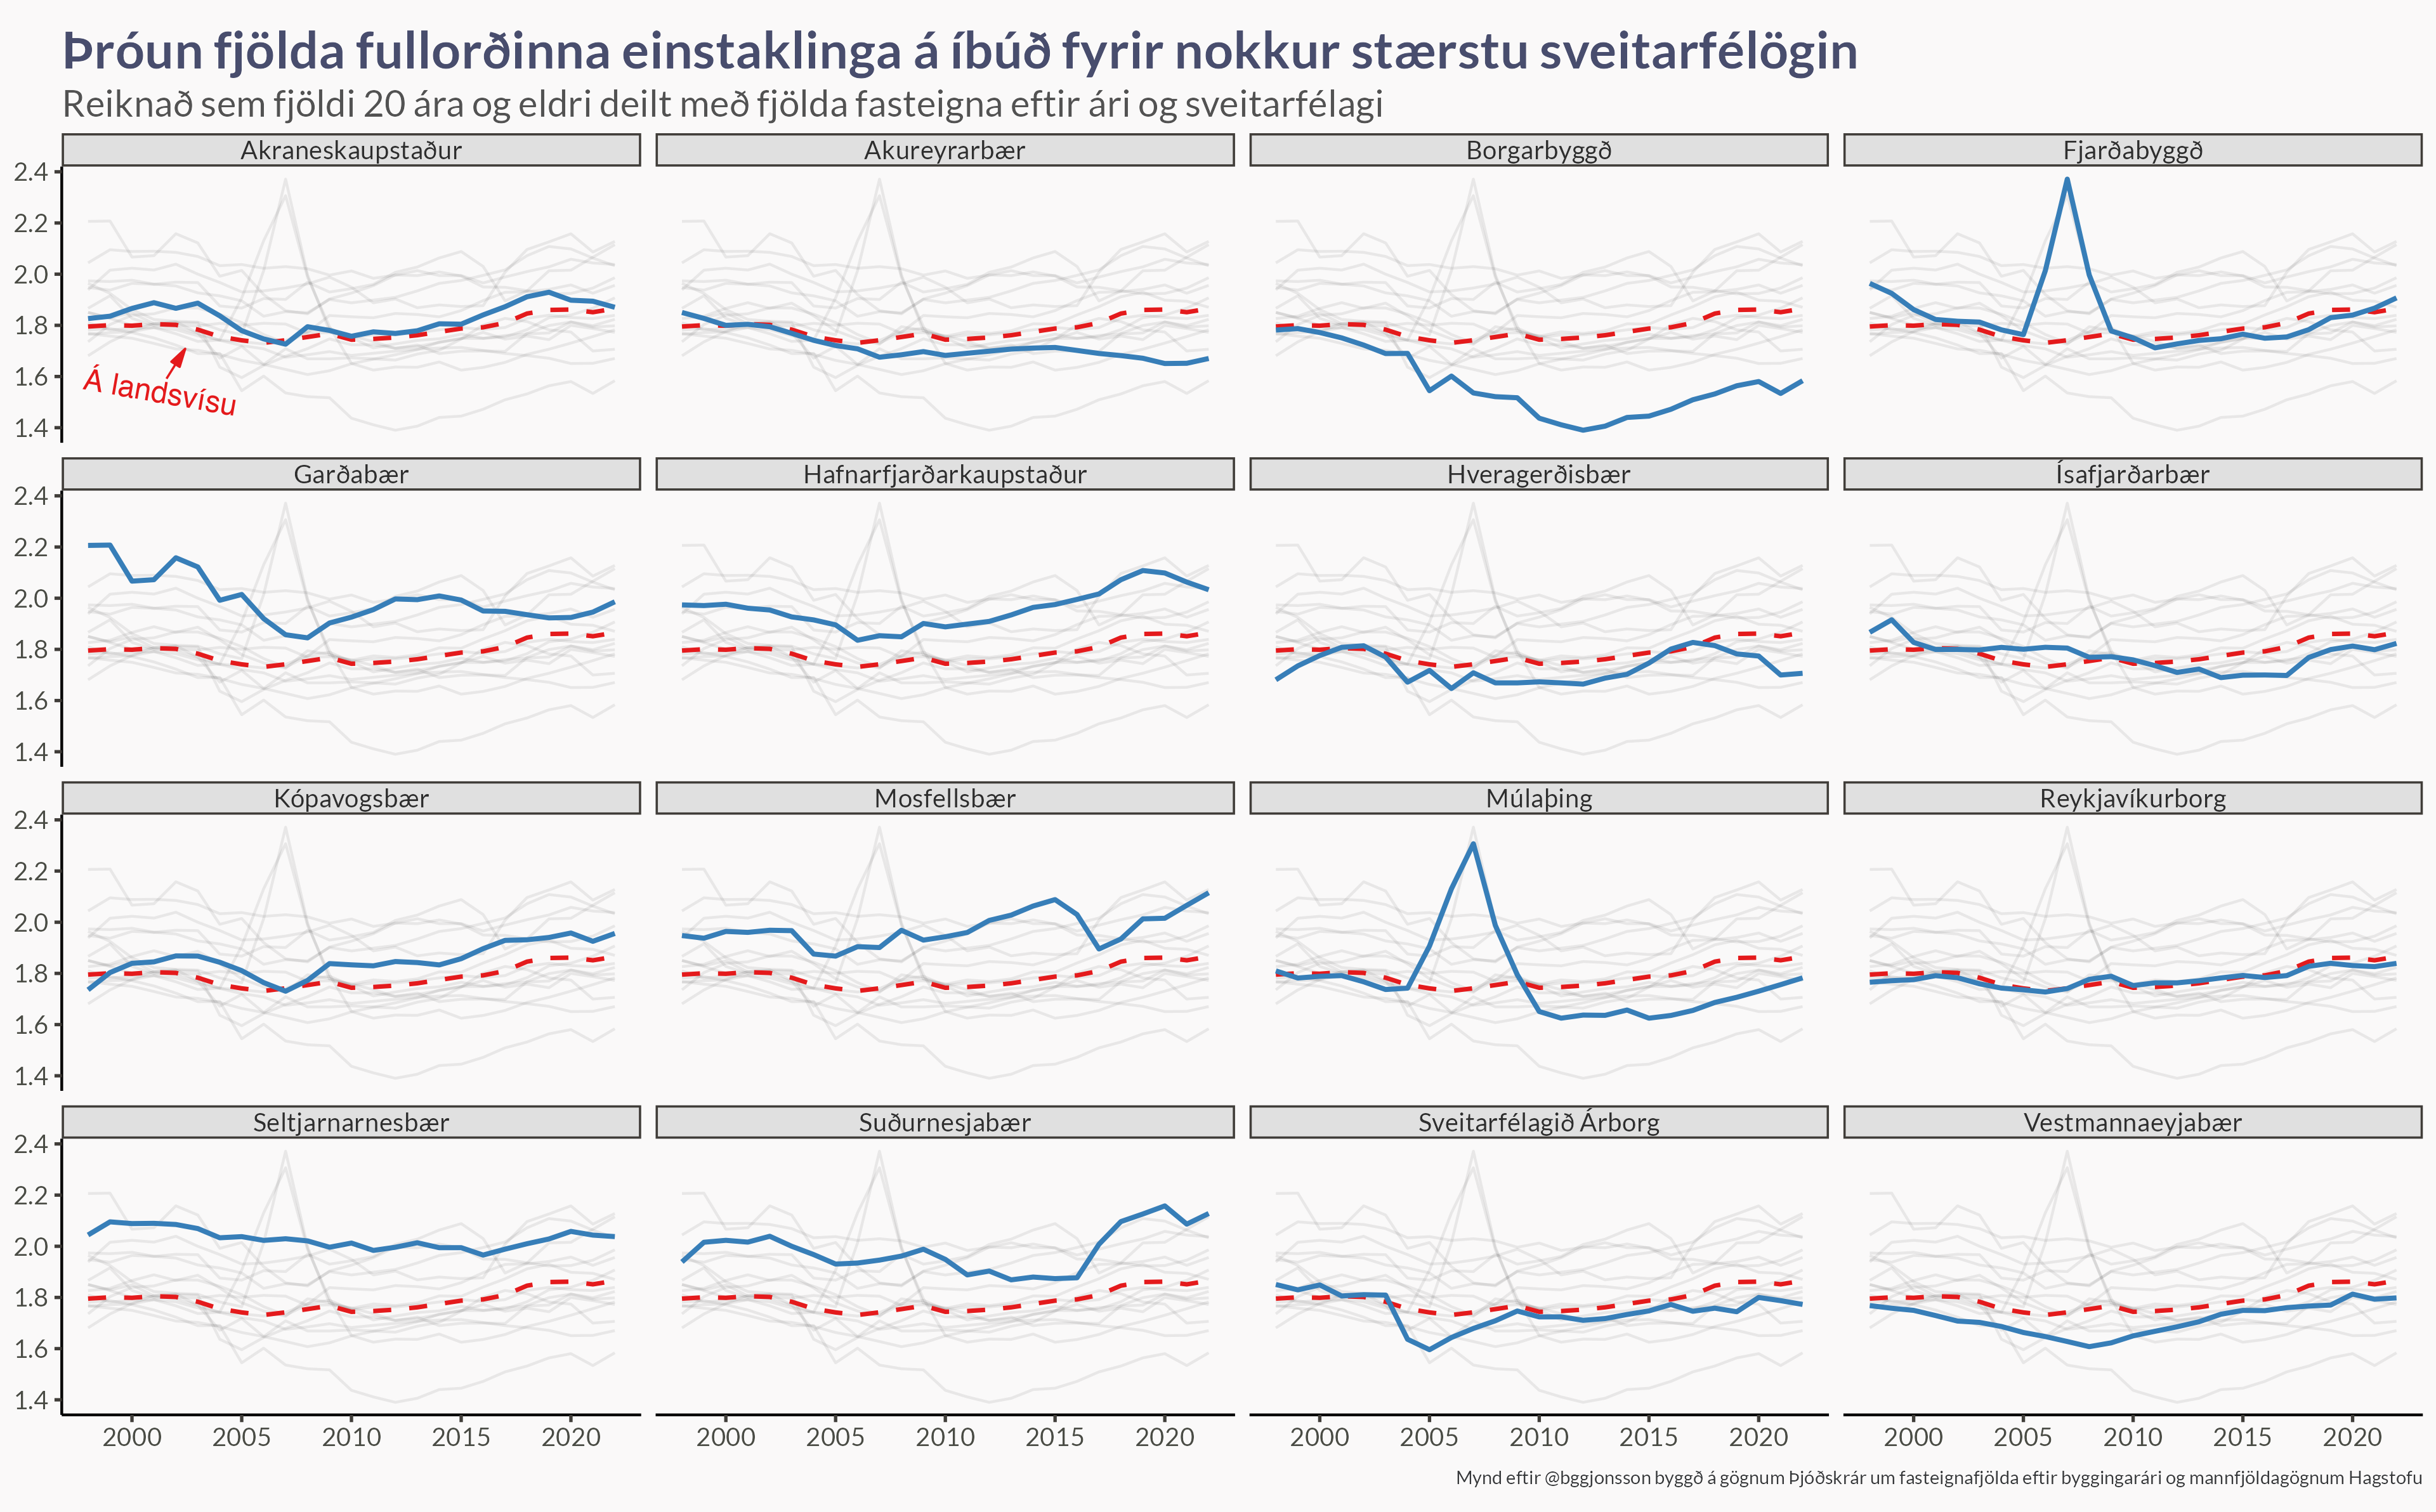 Þróun fjölda fullorðinna einstaklinga á íbúð fyrir nokkur stærstu sveitarfélögin
Reiknað sem fjöldi 20 ára og eldri deilt með fjölda fasteigna eftir ári og sveitarfélagi
Akraneskaupstaður Akureyrarbær Borgarbyggð Fjarðabyggð
2.4
2.2
2.0
1.8
1.6
1.4
Á landsvísu
Garðabær Hafnarfjarðarkaupstaður Hveragerðisbær Ísafjarðarbær
2.4
2.2
2.0
1.8
1.6
1.4
Kópavogsbær Mosfellsbær Múlaþing Reykjavíkurborg
2.4
2.2
2.0
1.8
1.6
1.4
Seltjarnarnesbær Suðurnesjabær Sveitarfélagið Árborg Vestmannaeyjabær
2.4
2.2
2.0
1.8
1.6
1.4
2000 2005 2010 2015 2020 2000 2005 2010 2015 2020 2000 2005 2010 2015 2020 2000 2005 2010 2015 2020
Mynd eftir @bggjonsson byggð á gögnum Þjóðskrár um fasteignafjölda eftir byggingarári og mannfjöldagögnum Hagstofu